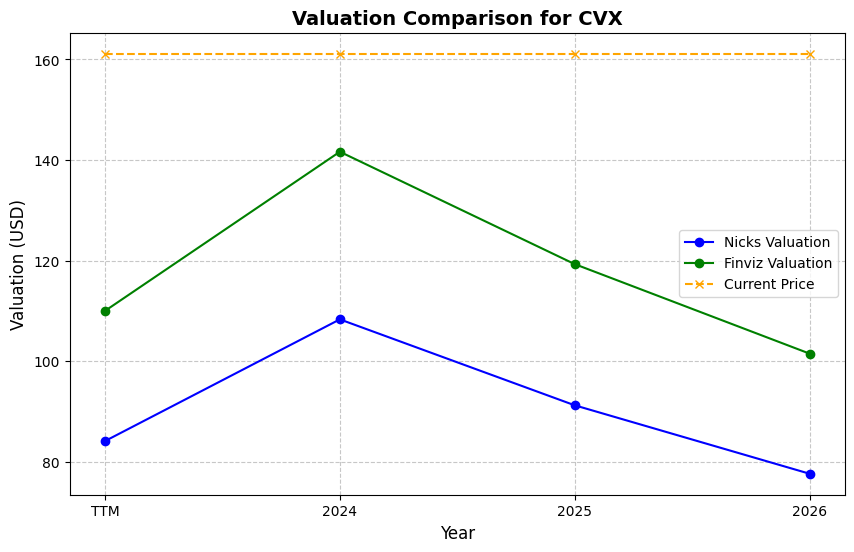 Valuation Comparison for CVX
Valuation (USD)
160
140
120
100
80
Nicks Valuation
Finviz Valuation
Current Price
TTM
2024
2025
2026
Year